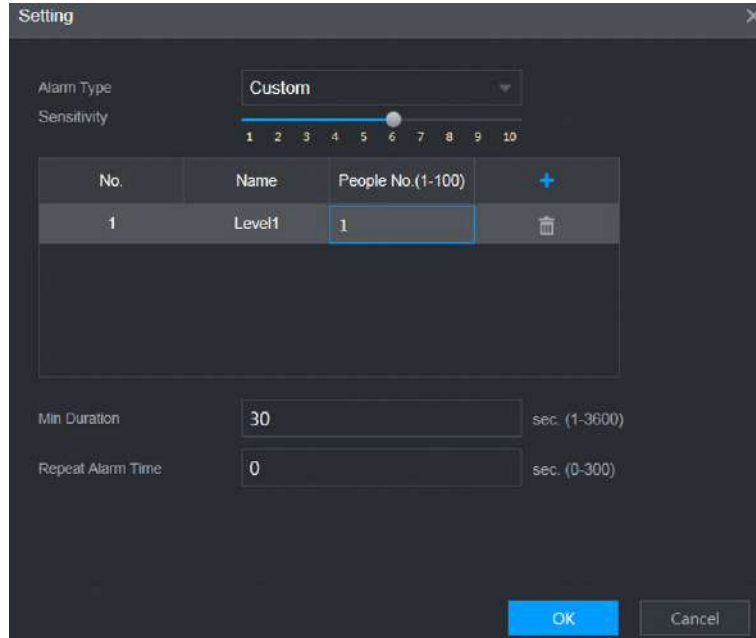 Setting
Alarm Type Custom
Sensitivity
1 2 3 4 5 6 7 8 9 10
No. Name People No.(1-100) +
1 Level1 1
Min Duration 30 sec. (1-3600)
Repeat Alarm Time 0 sec. (0-300)
OK Cancel